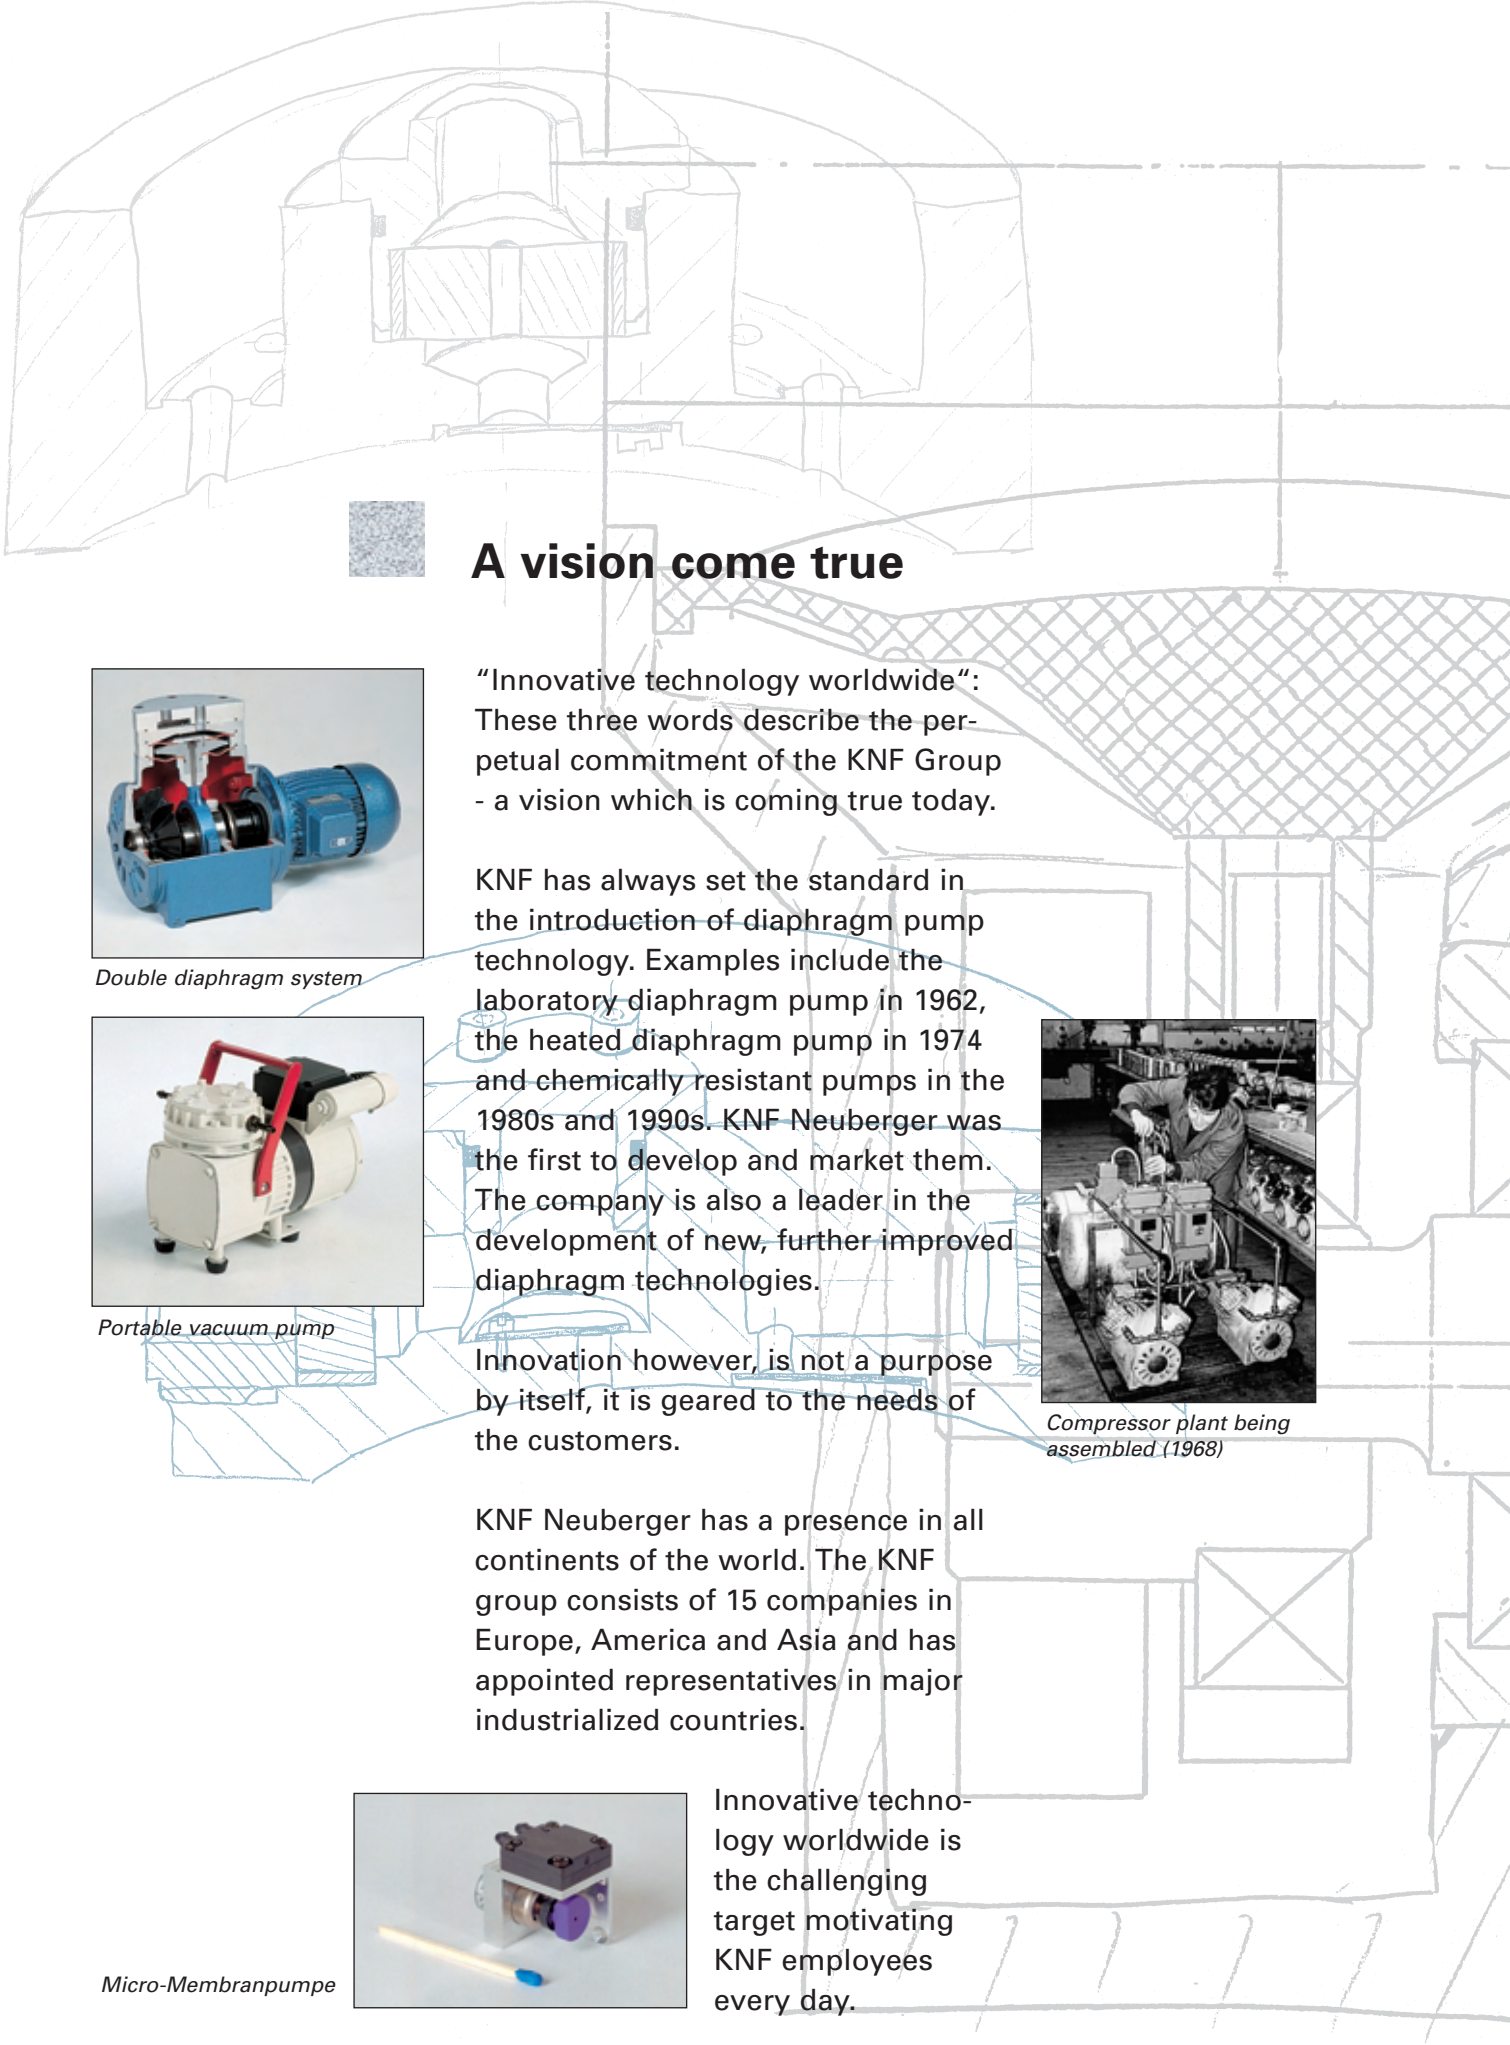 A vision come true
“Innovative technology worldwide“:
These three words describe the per-
petual commitment of the KNF Group
- a vision which is coming true today.
KNF has always set the standard in
the introduction of diaphragm pump
technology. Examples include the
laboratory diaphragm pump in 1962,
the heated diaphragm pump in 1974
and chemically resistant pumps in the
1980s and 1990s. KNF Neuberger was
the first to develop and market them.
The company is also a leader in the
development of new, further improved
diaphragm technologies.
Innovation however, is not a purpose
by itself, it is geared to the needs of
the customers.
KNF Neuberger has a presence in all
continents of the world. The KNF
group consists of 15 companies in
Europe, America and Asia and has
appointed representatives in major
industrialized countries.
Innovative techno-
logy worldwide is
the challenging
target motivating
KNF employees
every day.
Double diaphragm system
Portable vacuum pump
Compressor plant being
assembled (1968)
Micro-Membranpumpe